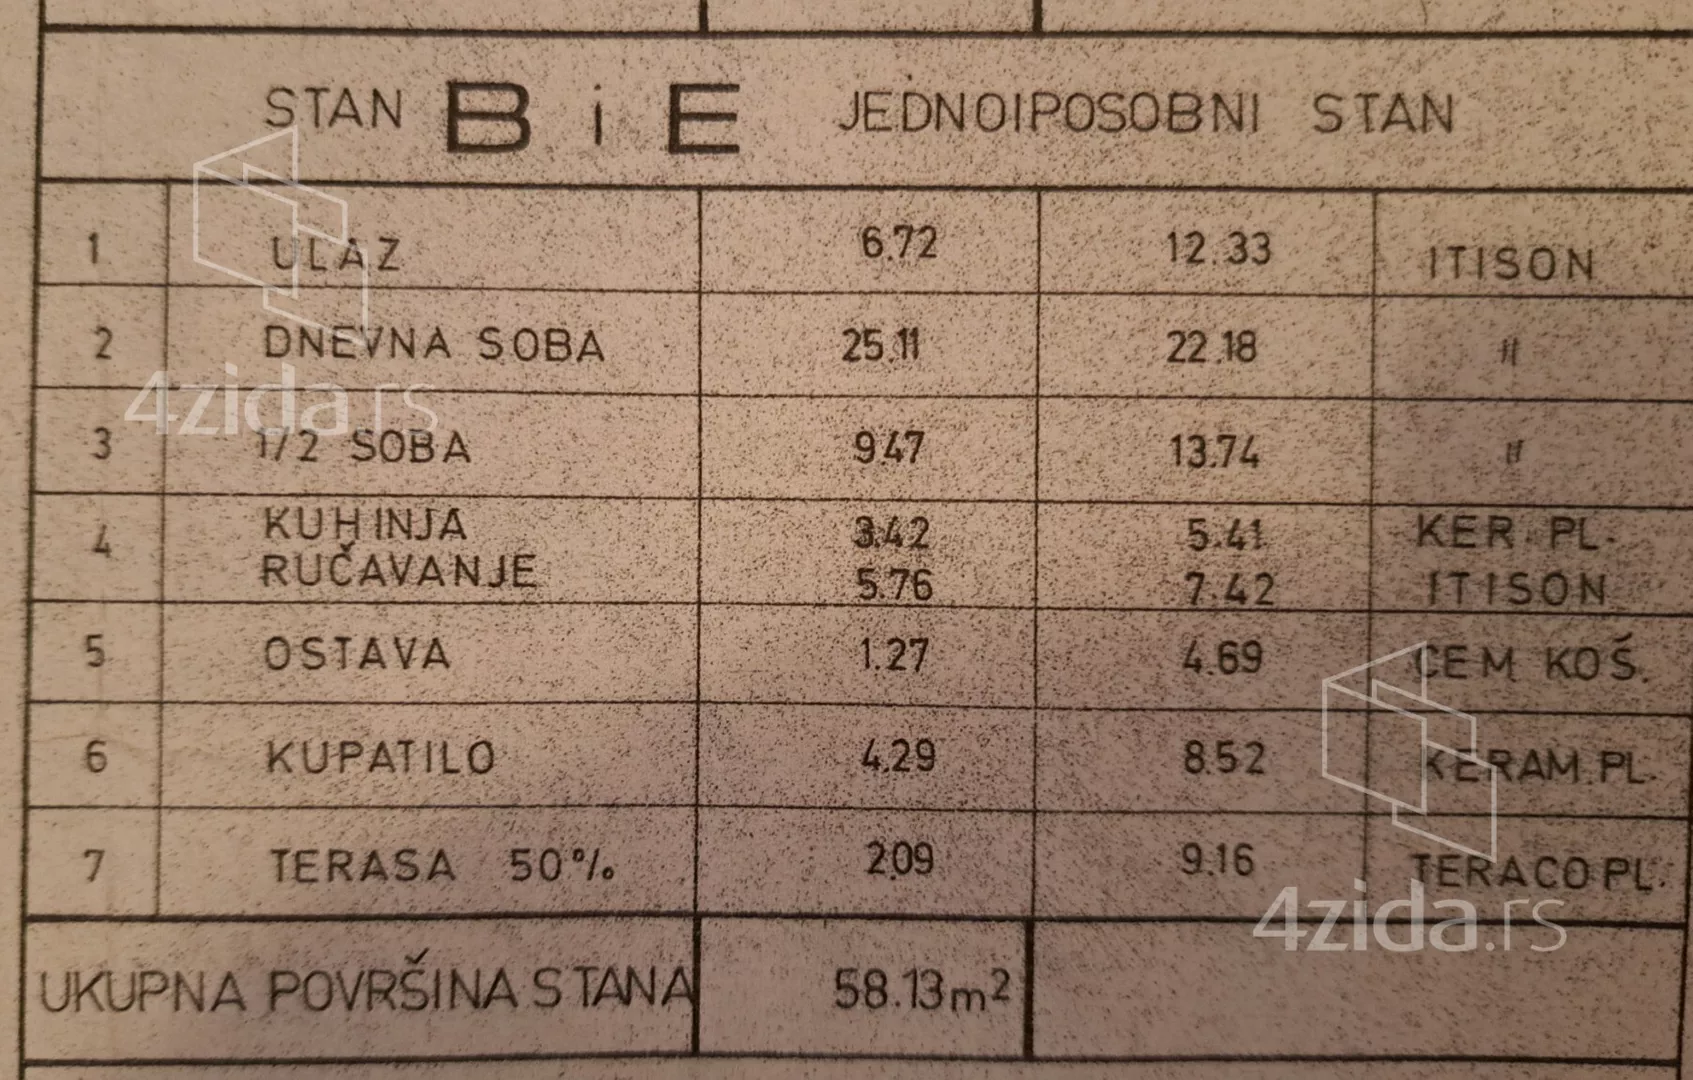 STAN B i E JEDNOIPOSOBNI STAN
1 ULAZ 6.72 12.33 ITISON
2 DNEVNA SOBA 25.11 22.18 "
3 1/2 SOBA 9.47 13.74 "
4 KUHINJA 3.42 5.41 KER. PL.
RUČAVANJE 5.76 7.42 ITISON
5 OSTAVA 1.27 4.69 CEM KOŠ.
6 KUPATILO 4.29 8.52 KERAM. PL.
7 TERASA 50% 2.09 9.16 TERACO PL.
UKUPNA POVRŠINA STANA 58.13 m2
4zida.rs
4zida.rs